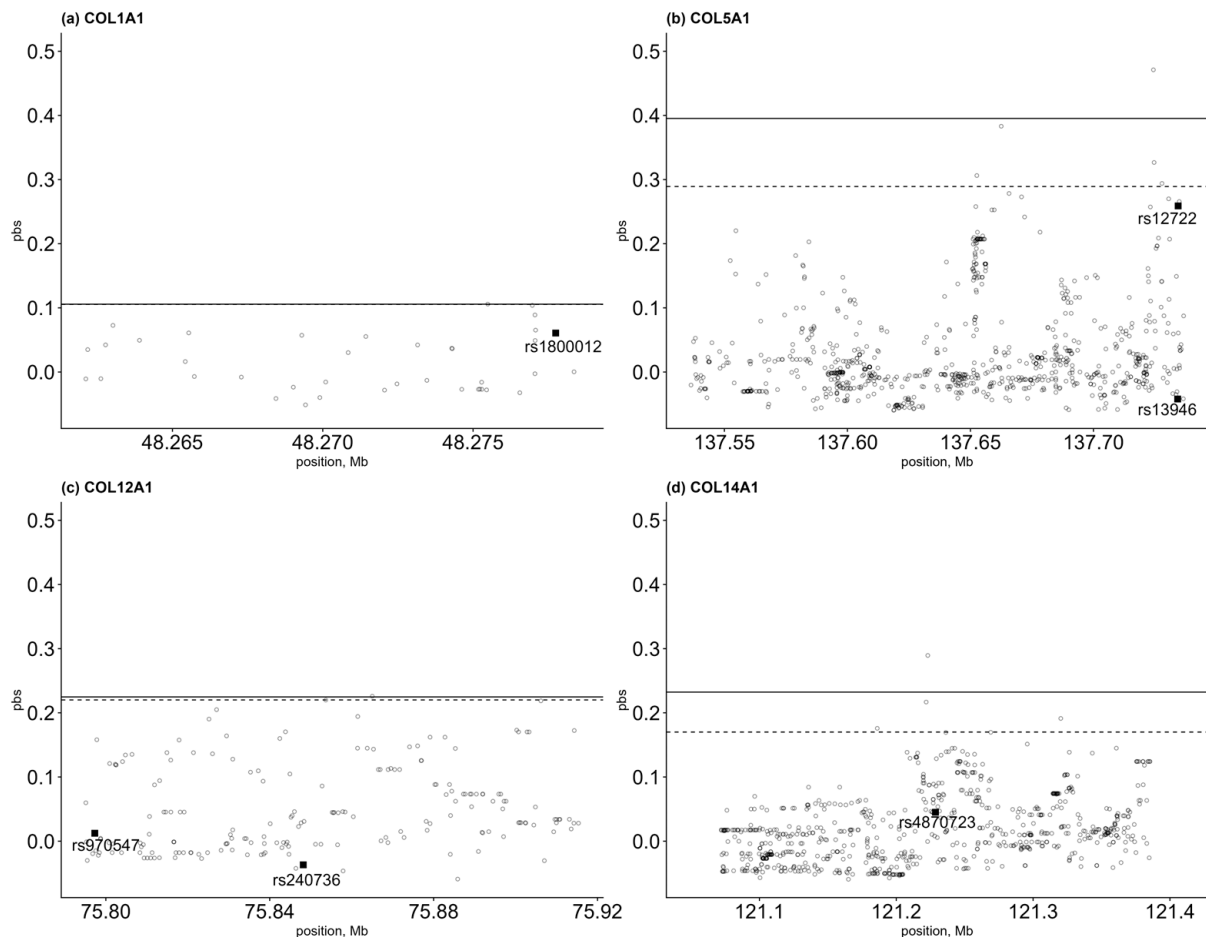 (a) COL1A1
0.5
0.4
0.3
0.2
0.1
0.0
pbs
rs1800012
48.265 48.270 48.275
position, Mb
(b) COL5A1
0.5
0.4
0.3
0.2
0.1
0.0
pbs
rs12722
rs13946
137.55 137.60 137.65 137.70
position, Mb
(c) COL12A1
0.5
0.4
0.3
0.2
0.1
0.0
pbs
rs970547
rs240736
75.80 75.84 75.88 75.92
position, Mb
(d) COL14A1
0.5
0.4
0.3
0.2
0.1
0.0
pbs
rs4870723
121.1 121.2 121.3 121.4
position, Mb